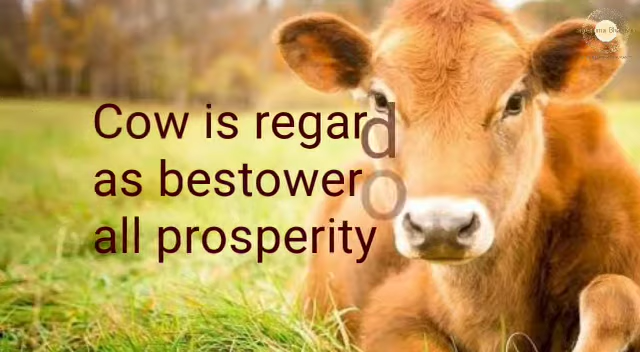 Cow is regard
as bestower o
all prosperity